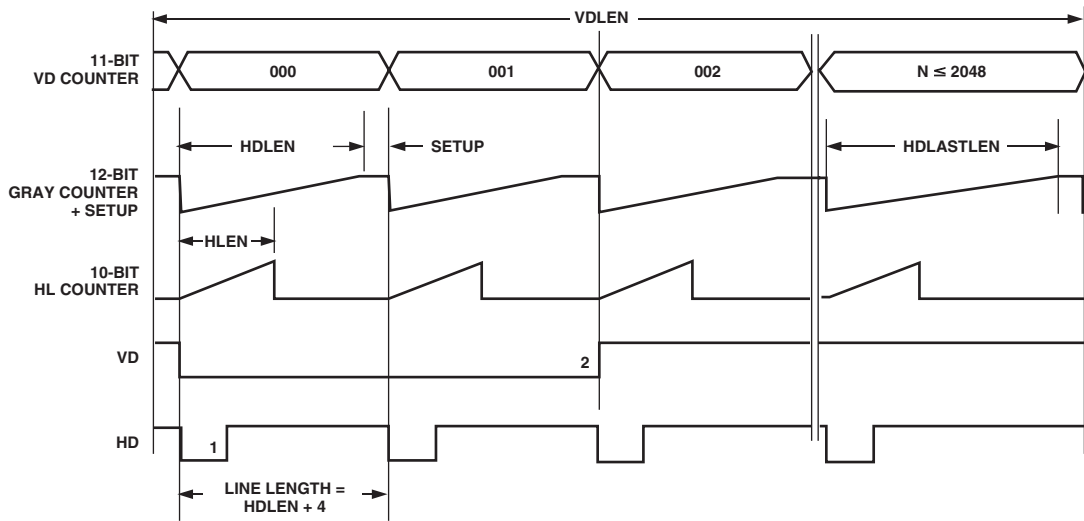 VDLEN
11-BIT
VD COUNTER
000
001
002
N ≤ 2048
HDLEN
SETUP
HDLASTLEN
12-BIT
GRAY COUNTER
+ SETUP
HLEN
10-BIT
HL COUNTER
VD
2
HD
1
LINE LENGTH =
HDLEN + 4